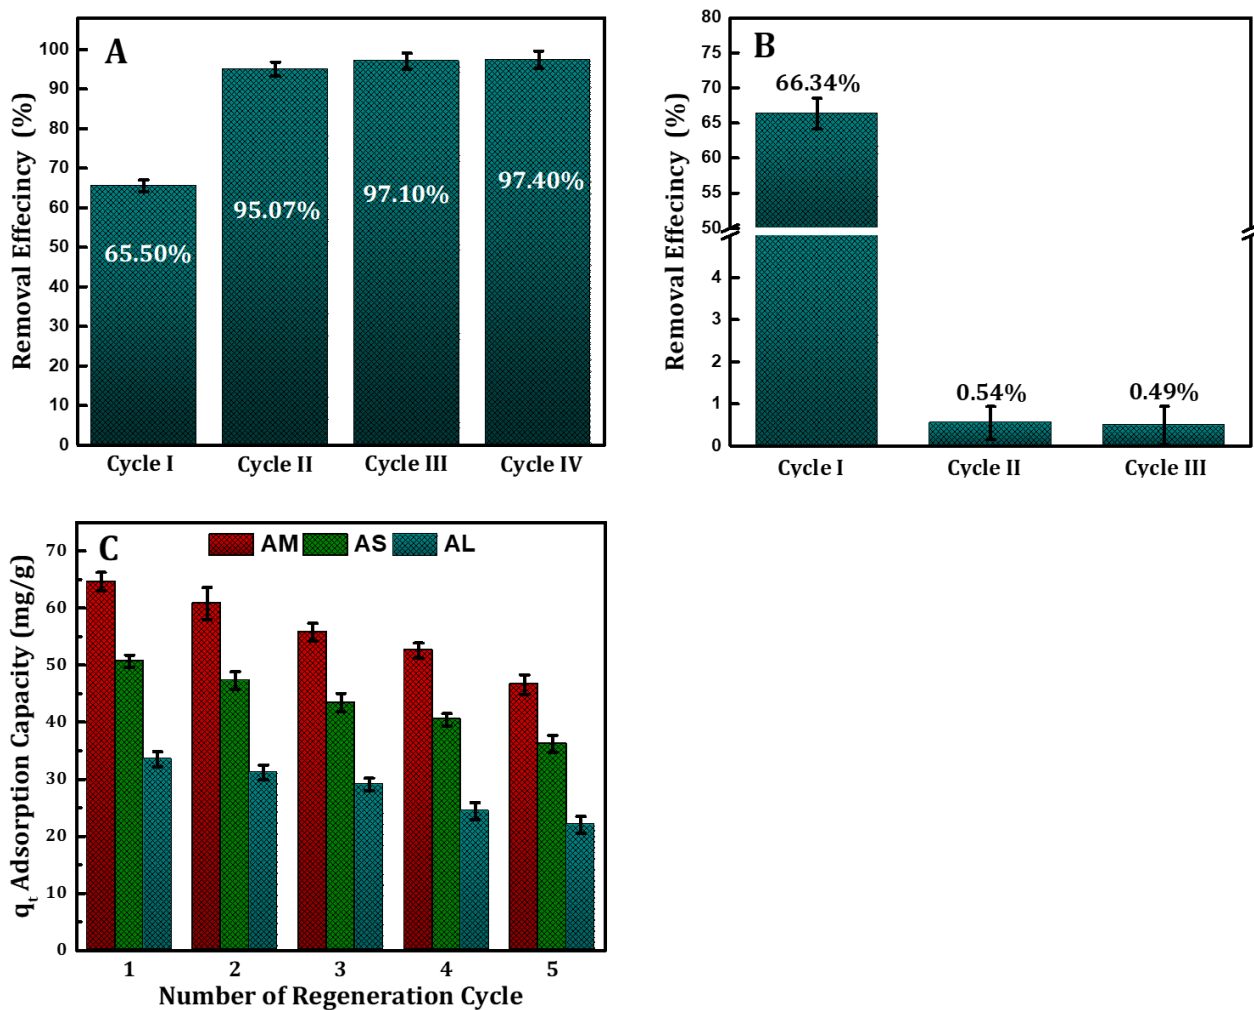 A
Removal Effecincy (%)
100
90
80
70
60
50
40
30
20
10
0
65.50%
95.07%
97.10%
97.40%
Cycle I
Cycle II
Cycle III
Cycle IV
B
Removal Effecincy (%)
80
75
70
65
60
55
50
4
3
2
1
0
66.34%
0.54%
0.49%
Cycle I
Cycle II
Cycle III
C
AM AS AL
qt Adsorption Capacity (mg/g)
70
60
50
40
30
20
10
0
1 2 3 4 5
Number of Regeneration Cycle